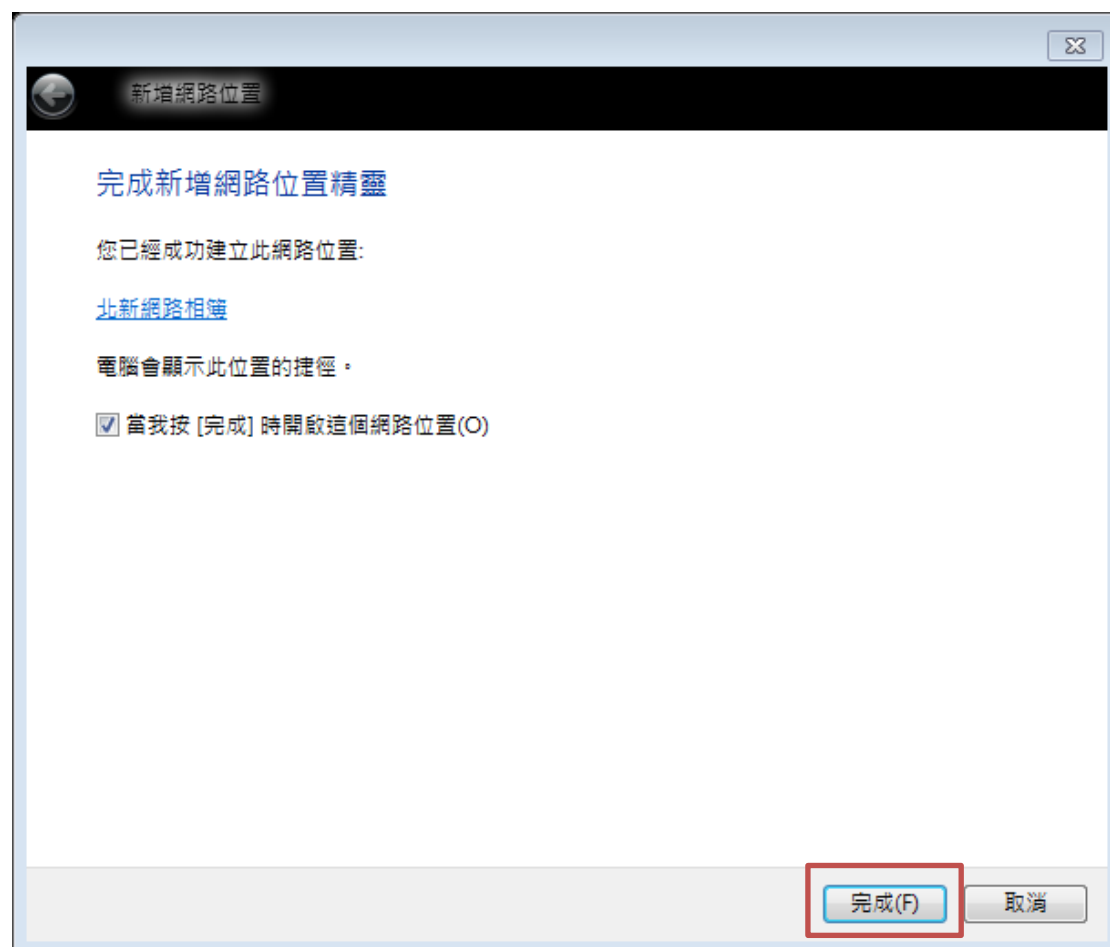 新增網路位置
完成新增網路位置精靈
您已經成功建立此網路位置:
北新網路相簿
電腦會顯示此位置的捷徑。
當我按 [完成] 時開啟這個網路位置(O)
完成(F) 取消